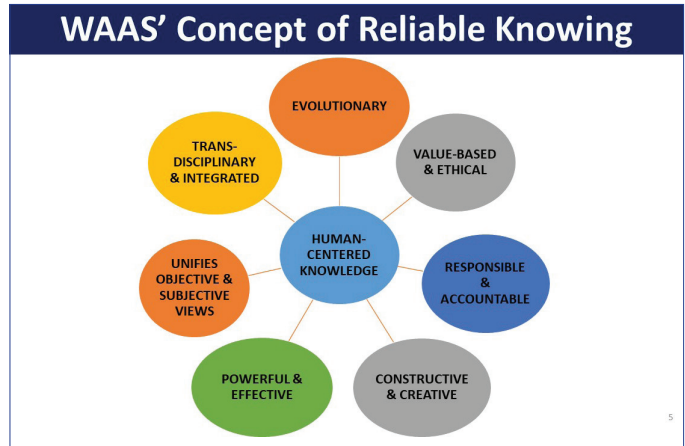 WAAS' Concept of Reliable Knowing
EVOLUTIONARY
TRANS-
DISCIPLINARY
& INTEGRATED
VALUE-BASED
& ETHICAL
HUMAN-
CENTERED
KNOWLEDGE
UNIFIES
OBJECTIVE &
SUBJECTIVE
VIEWS
RESPONSIBLE
&
ACCOUNTABLE
POWERFUL &
EFFECTIVE
CONSTRUCTIVE
& CREATIVE
5